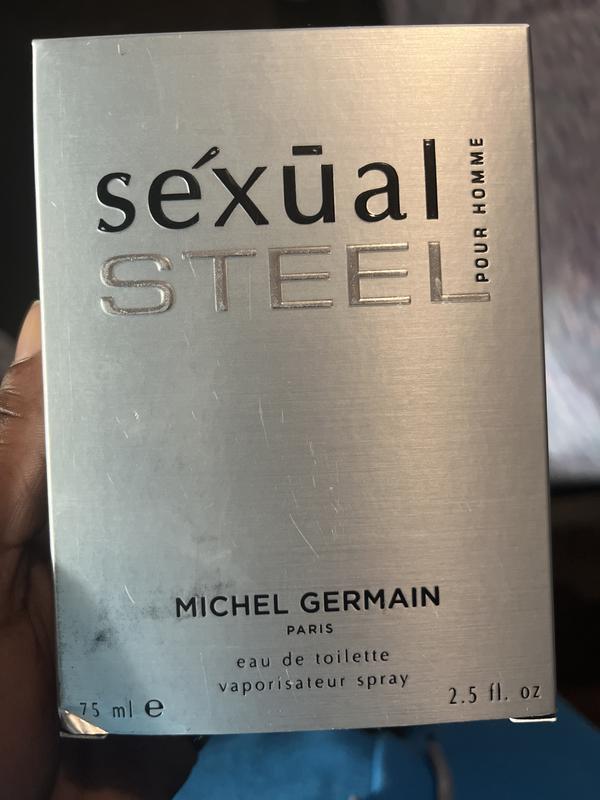 séxūal
STEEL
POUR HOMME
MICHEL GERMAIN
PARIS
eau de toilette
vaporisateur spray
75 ml ℮
2.5 fl. oz